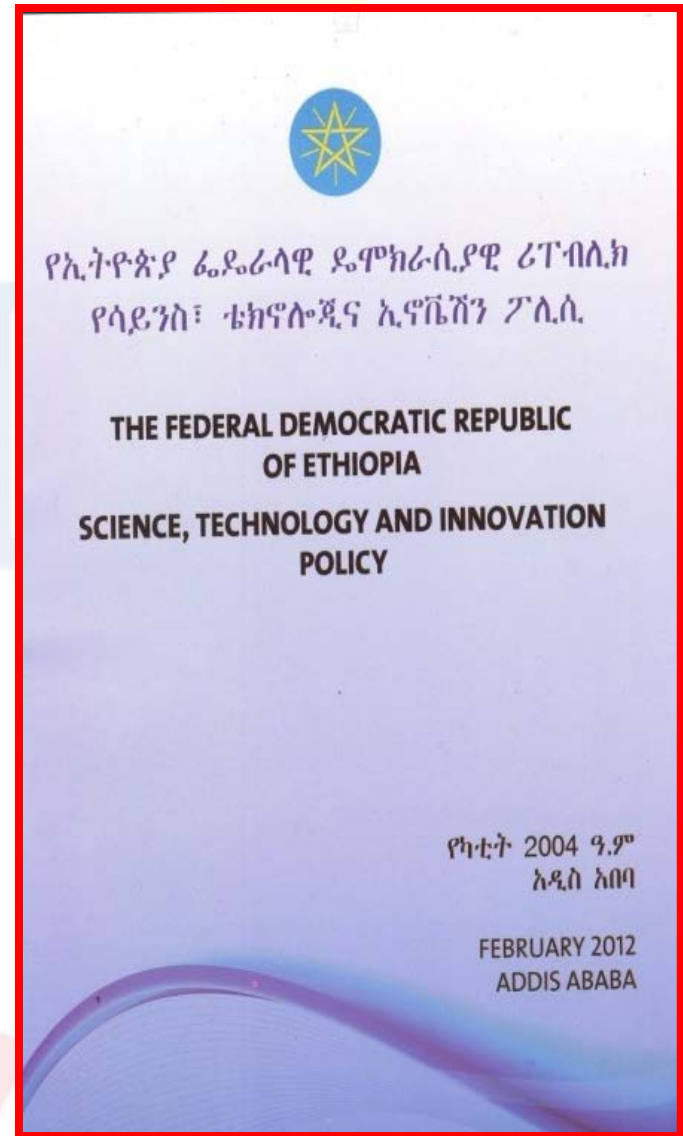 የኢትዮጵያ ፌዴራላዊ ዴሞክራሲያዊ ሪፐብሊክ
የሳይንስ፣ ቴክኖሎጂና ኢኖቬሽን ፖሊሲ
THE FEDERAL DEMOCRATIC REPUBLIC
OF ETHIOPIA
SCIENCE, TECHNOLOGY AND INNOVATION
POLICY
የካቲት 2004 ዓ.ም
አዲስ አበባ
FEBRUARY 2012
ADDIS ABABA